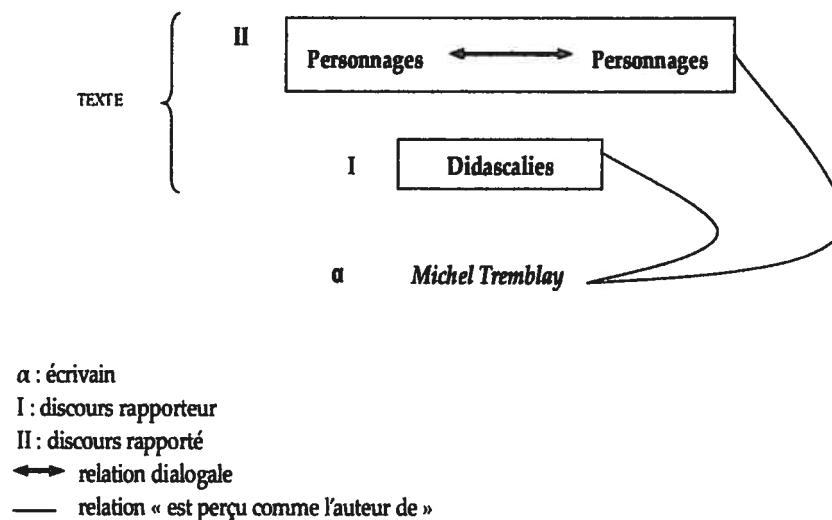 II
Personnages Personnages
TEXTE
I Didascalies
α Michel Tremblay
α : écrivain
I : discours rapporteur
II : discours rapporté
relation dialogale
relation « est perçu comme l'auteur de »